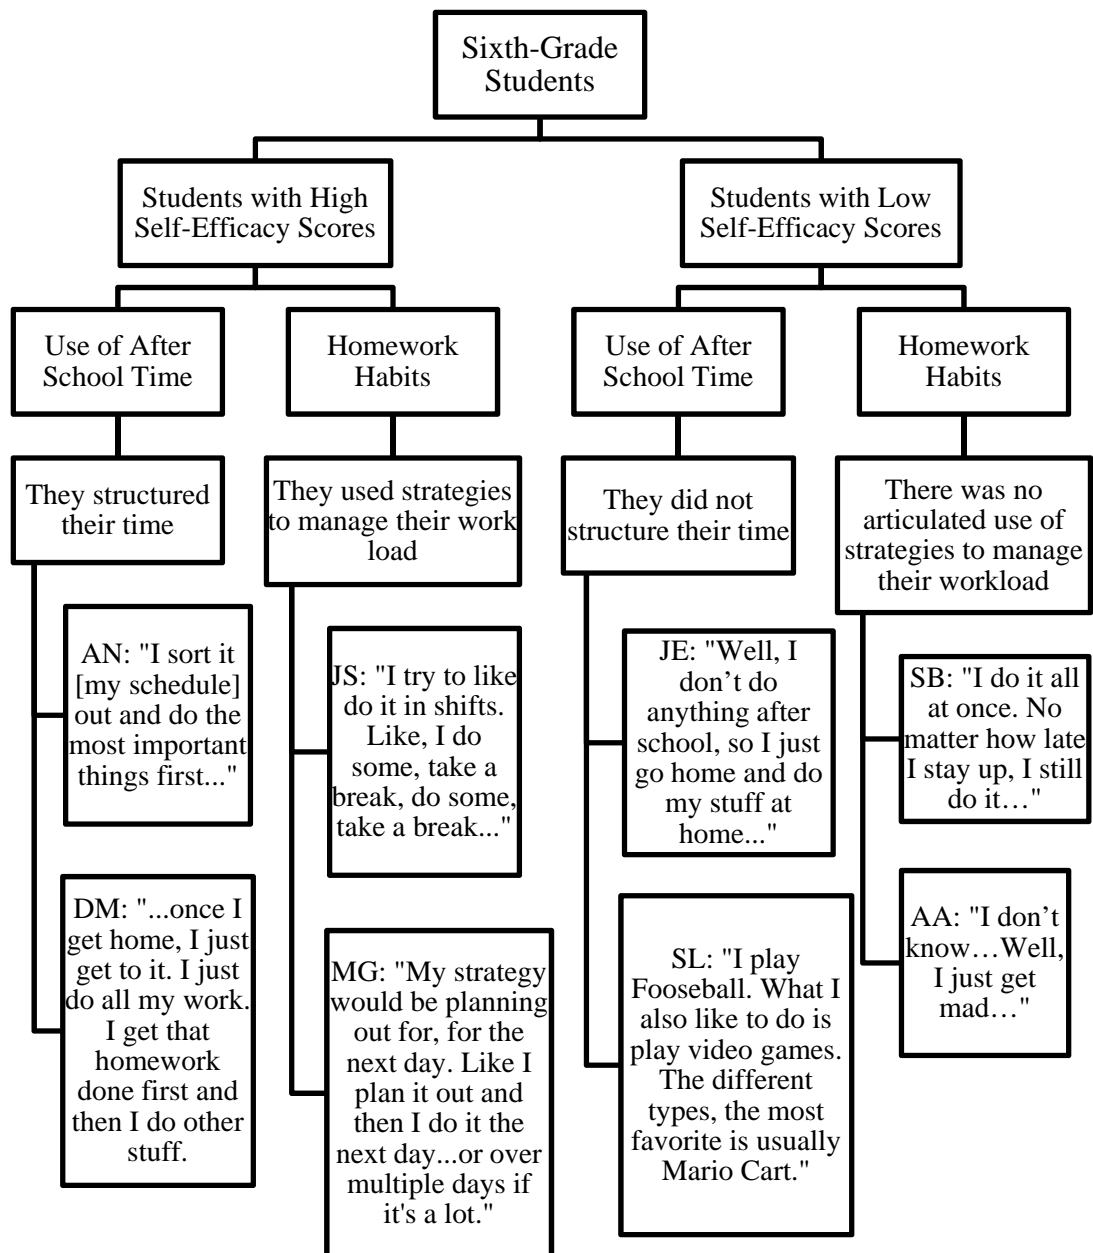 Sixth-Grade
Students
Students with High
Self-Efficacy Scores
Students with Low
Self-Efficacy Scores
Use of After
School Time
Homework
Habits
Use of After
School Time
Homework
Habits
They structured
their time
They used strategies
to manage their work
load
They did not
structure their time
There was no
articulated use of
strategies to manage
their workload
AN: "I sort it
[my schedule]
out and do the
most important
things first..."
JS: "I try to like
do it in shifts.
Like, I do
some, take a
break, do some,
take a break..."
JE: "Well, I
don't do
anything after
school, so I just
go home and do
my stuff at
home..."
SB: "I do it all
at once. No
matter how late
I stay up, I still
do it…"
DM: "...once I
get home, I just
get to it. I just
do all my work.
I get that
homework
done first and
then I do other
stuff.
MG: "My strategy
would be planning
out for, for the
next day. Like I
plan it out and
then I do it the
next day...or over
multiple days if
it's a lot."
SL: "I play
Fooseball. What I
also like to do is
play video games.
The different
types, the most
favorite is usually
Mario Cart."
AA: "I don't
know…Well,
I just get
mad…"